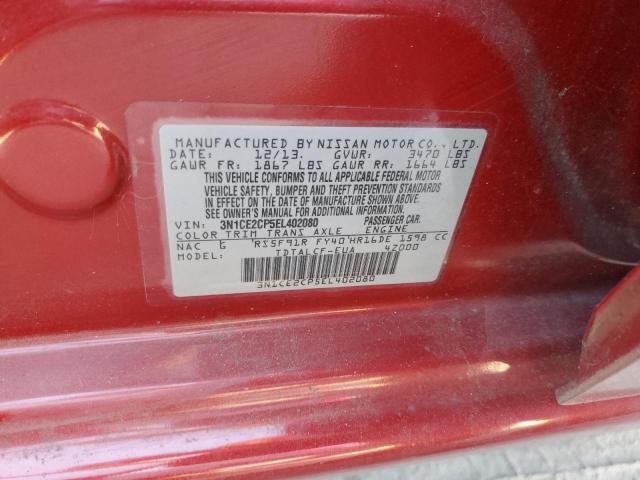 MANUFACTURED BY NISSAN MOTOR CO., LTD.
DATE: 12/13. GVWR: 3470 LBS
GAWR FR: 1867 LBS GAWR RR: 1664 LBS
THIS VEHICLE CONFORMS TO ALL APPLICABLE FEDERAL MOTOR
VEHICLE SAFETY, BUMPER AND THEFT PREVENTION STANDARDS
IN EFFECT ON THE DATE OF MANUFACTURE SHOWN ABOVE.
SEE OWNER'S MANUAL FOR ADDITIONAL INFORMATION.
VIN: 3N1CE2CP5EL402080 PASSENGER CAR.
COLOR TRIM TRANS AXLE ENGINE
NAC G RS5F91R FY40 HR16DE 1598 CC
MODEL: TDTALCF-EUA 4Z000
3N1CE2CP5EL402080